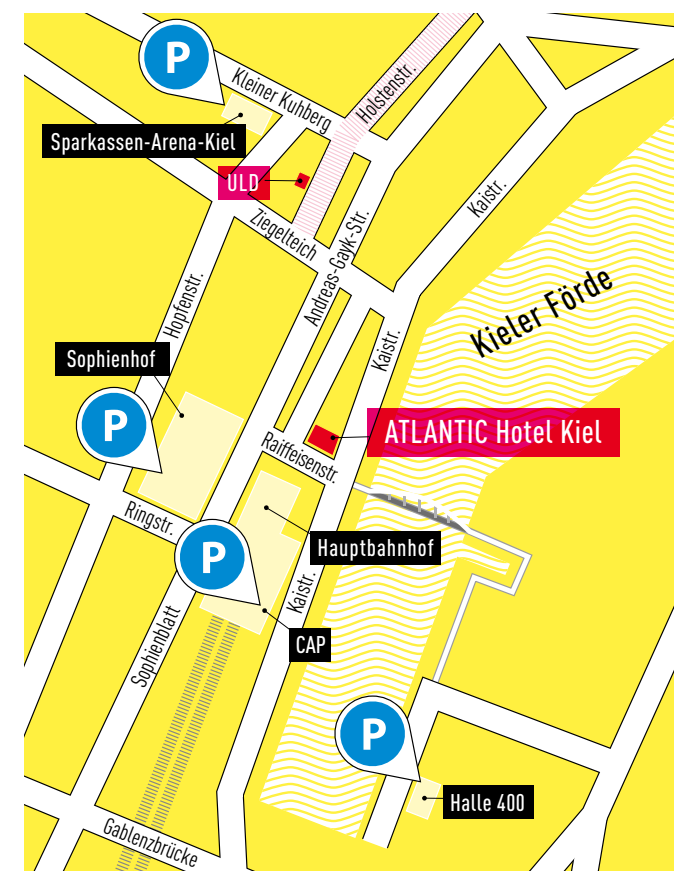 P
Kleiner Kuhberg
Holstenstr.
Sparkassen-Arena-Kiel
ULD
Ziegelteich
Andreas-Gayk-Str.
Kaistr.
Hopfenstr.
Kieler Förde
Kaistr.
Sophienhof
P
ATLANTIC Hotel Kiel
Raiffeisenstr.
Ringstr.
Hauptbahnhof
P
Kaistr.
CAP
Sophienblatt
P
Halle 400
Gablenzbrücke